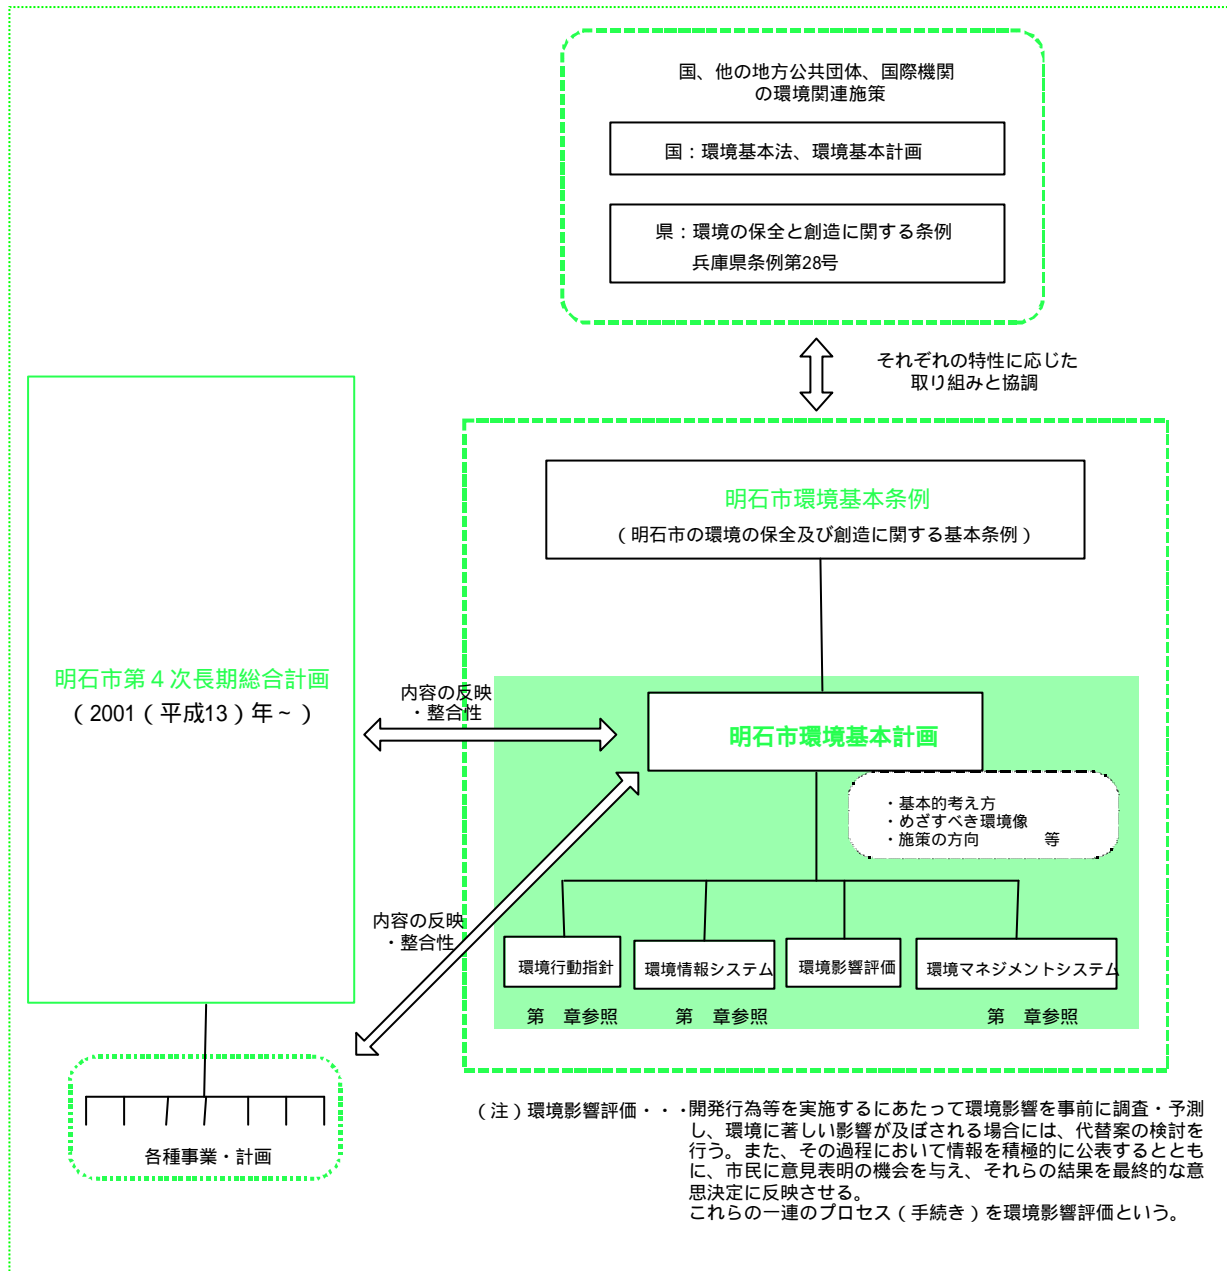 国、他の地方公共団体、国際機関
の環境関連施策
国：環境基本法、環境基本計画
県：環境の保全と創造に関する条例
兵庫県条例第28号
それぞれの特性に応じた
取り組みと協調
明石市環境基本条例
（明石市の環境の保全及び創造に関する基本条例）
明石市第４次長期総合計画
（2001（平成13）年~）
内容の反映
・整合性
明石市環境基本計画
・基本的考え方
・めざすべき環境像
・施策の方向　　　　等
内容の反映
・整合性
環境行動指針
環境情報システム
環境影響評価
環境マネジメントシステム
第　章参照
第　章参照
第　章参照
各種事業・計画
（注）環境影響評価・・・開発行為等を実施するにあたって環境影響を事前に調査・予測
し、環境に著しい影響が及ぼされる場合には、代替案の検討を
行う。また、その過程において情報を積極的に公表するととも
に、市民に意見表明の機会を与え、それらの結果を最終的な意
思決定に反映させる。
これらの一連のプロセス（手続き）を環境影響評価という。